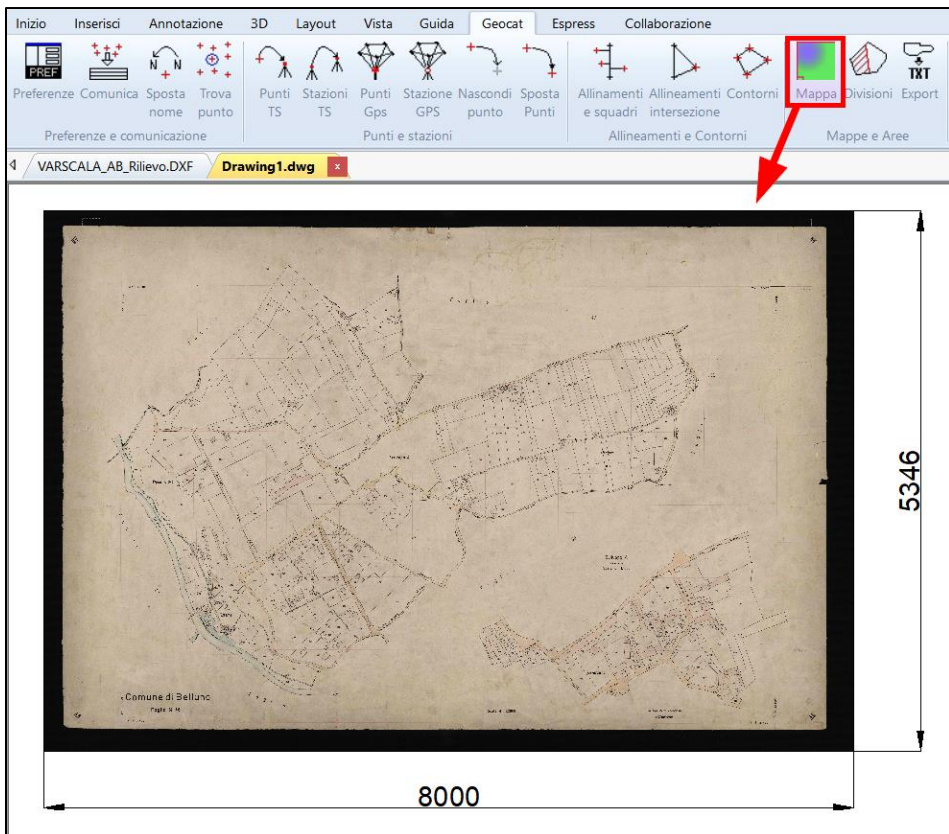 Inizio Inserisci Annotazione 3D Layout Vista Guida Geocat Espress Collaborazione
PREF N N TXT
Preferenze Comunica Sposta nome Trova punto Punti TS Stazioni TS Punti Gps Stazione GPS Nascondi punto Sposta Punti Allinamenti e squadri Allineamenti intersezione Contorni Mappa Divisioni Export
Preferenze e comunicazione Punti e stazioni Allineamenti e Contorni Mappe e Aree
VARSCALA_AB_Rilievo.DXF Drawing1.dwg x
5346
Comune di Belluno
8000